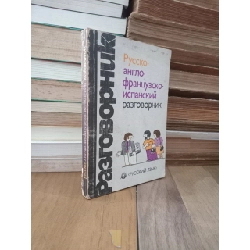 Разговорник
Русско
англо
французско
испанский
разговорник
Русский язык